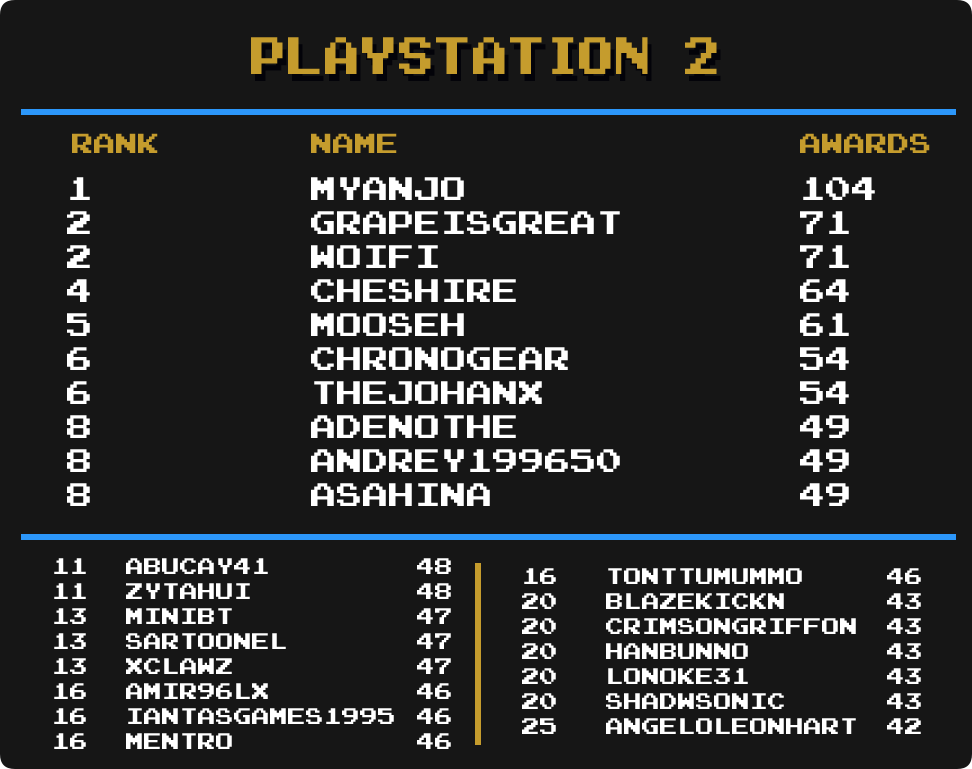 PLAYSTATION 2
RANK NAME AWARDS
1 MYANJO 104
2 GRAPEISGREAT 71
2 WOIFI 71
4 CHESHIRE 64
5 MOOSEH 61
6 CHRONOGEAR 54
6 THEJOHANX 54
8 ADENOTHE 49
8 ANDREY199650 49
8 ASAHINA 49
11 ABUCAY41 48
11 ZYTAHUI 48
13 MINIBT 47
13 SARTOONEL 47
13 XCLAWZ 47
16 AMIR96LX 46
16 IANTASGAMES1995 46
16 MENTRO 46
16 TONTTUMUMMO 46
20 BLAZEKICKN 43
20 CRIMSONGRIFFON 43
20 HANBUNNO 43
20 LONOKE31 43
20 SHADWSONIC 43
25 ANGELOLEONHART 42